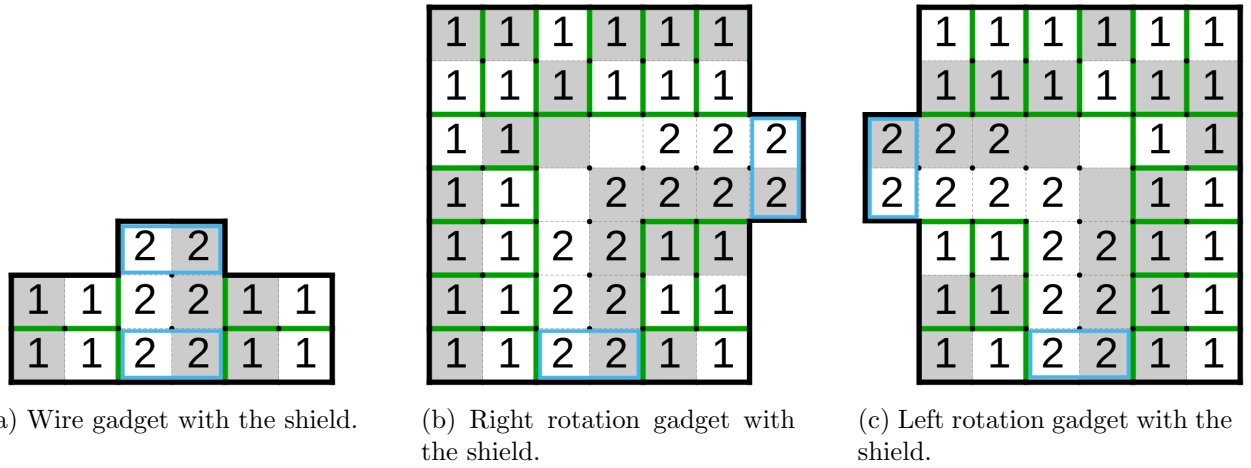 2 2
1 1 2 2 1 1
1 1 2 2 1 1
a) Wire gadget with the shield.
1 1 1 1 1 1
1 1 1 1 1 1
1 1 2 2 2
1 1 2 2 2 2
1 1 2 2 1 1
1 1 2 2 1 1
1 1 2 2 1 1
(b) Right rotation gadget with
the shield.
1 1 1 1 1 1
1 1 1 1 1 1
2 2 2 1 1
2 2 2 2 1 1
1 1 2 2 1 1
1 1 2 2 1 1
1 1 2 2 1 1
(c) Left rotation gadget with the
shield.